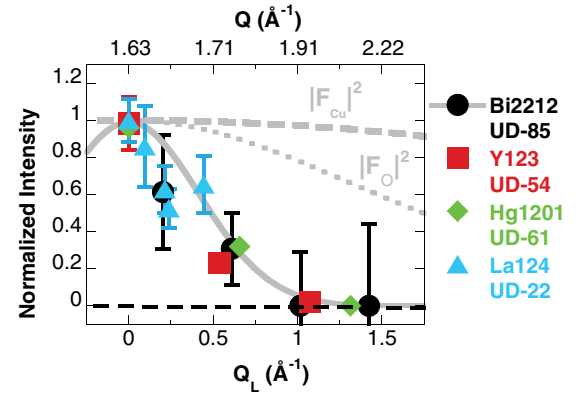 Q (Å⁻¹)
1.63 1.71 1.91 2.22
1.2
1
0.8
0.6
0.4
0.2
0
Normalized Intensity
|F_Cu|²
|F_O|²
0 0.5 1 1.5
Q_L (Å⁻¹)
Bi2212
UD-85
Y123
UD-54
Hg1201
UD-61
La124
UD-22